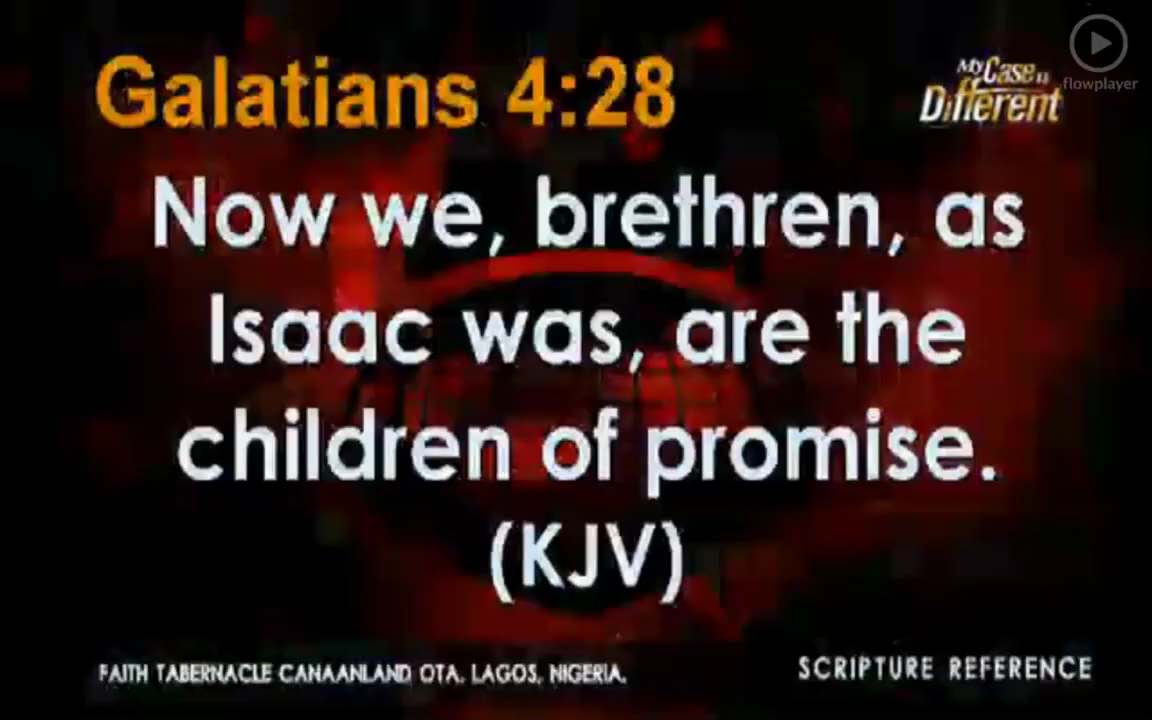 Galatians 4:28
My Case is
Different
flowplayer
Now we, brethren, as
Isaac was, are the
children of promise.
(KJV)
FAITH TABERNACLE CANAANLAND OTA, LAGOS, NIGERIA.
SCRIPTURE REFERENCE